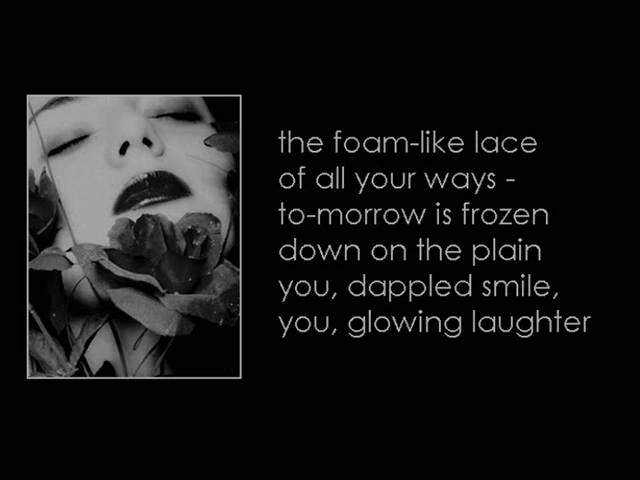 the foam-like lace
of all your ways -
to-morrow is frozen
down on the plain
you, dappled smile,
you, glowing laughter